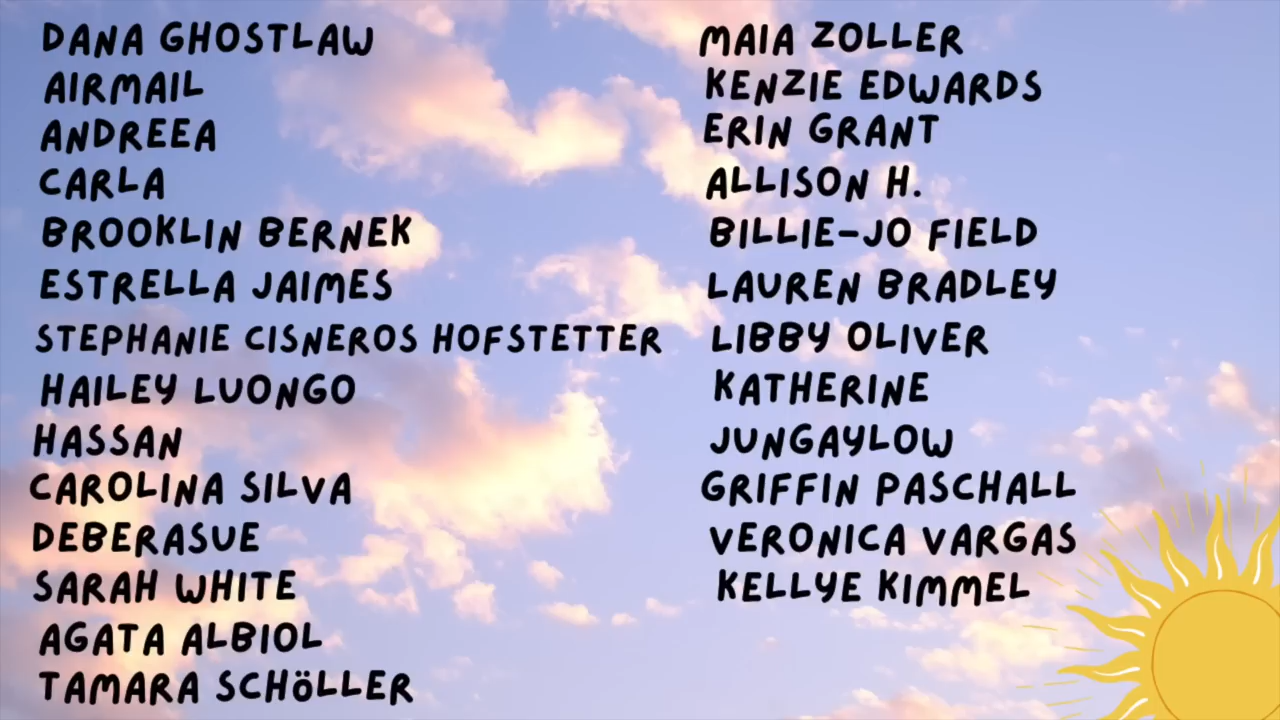 DANA GHOSTLAW
AIRMAIL
ANDREEA
CARLA
BROOKLIN BERNEK
ESTRELLA JAIMES
STEPHANIE CISNEROS HOFSTETTER
HAILEY LUONGO
HASSAN
CAROLINA SILVA
DEBERASUE
SARAH WHITE
AGATA ALBIOL
TAMARA SCHöLLER
MAIA ZOLLER
KENZIE EDWARDS
ERIN GRANT
ALLISON H.
BILLIE-JO FIELD
LAUREN BRADLEY
LIBBY OLIVER
KATHERINE
JUNGAYLOW
GRIFFIN PASCHALL
VERONICA VARGAS
KELLYE KIMMEL